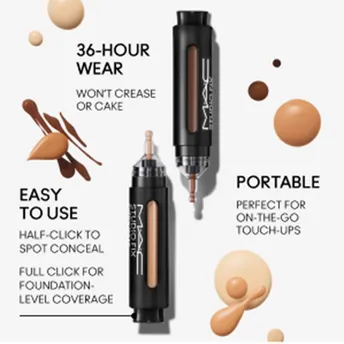 36-HOUR
WEAR
WON'T CREASE
OR CAKE
MAC
STUDIO FIX
EASY
TO USE
HALF-CLICK TO
SPOT CONCEAL
FULL CLICK FOR
FOUNDATION-
LEVEL COVERAGE
MAC
STUDIO FIX
PORTABLE
PERFECT FOR
ON-THE-GO
TOUCH-UPS